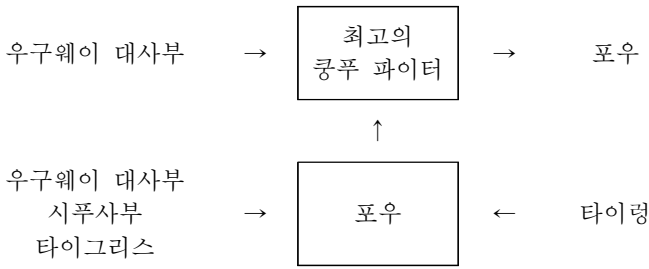 우구웨이 대사부 → 최고의 → 포우
쿵푸 파이터
↑
우구웨이 대사부
시푸사부 → 포우 ← 타이렁
타이그리스